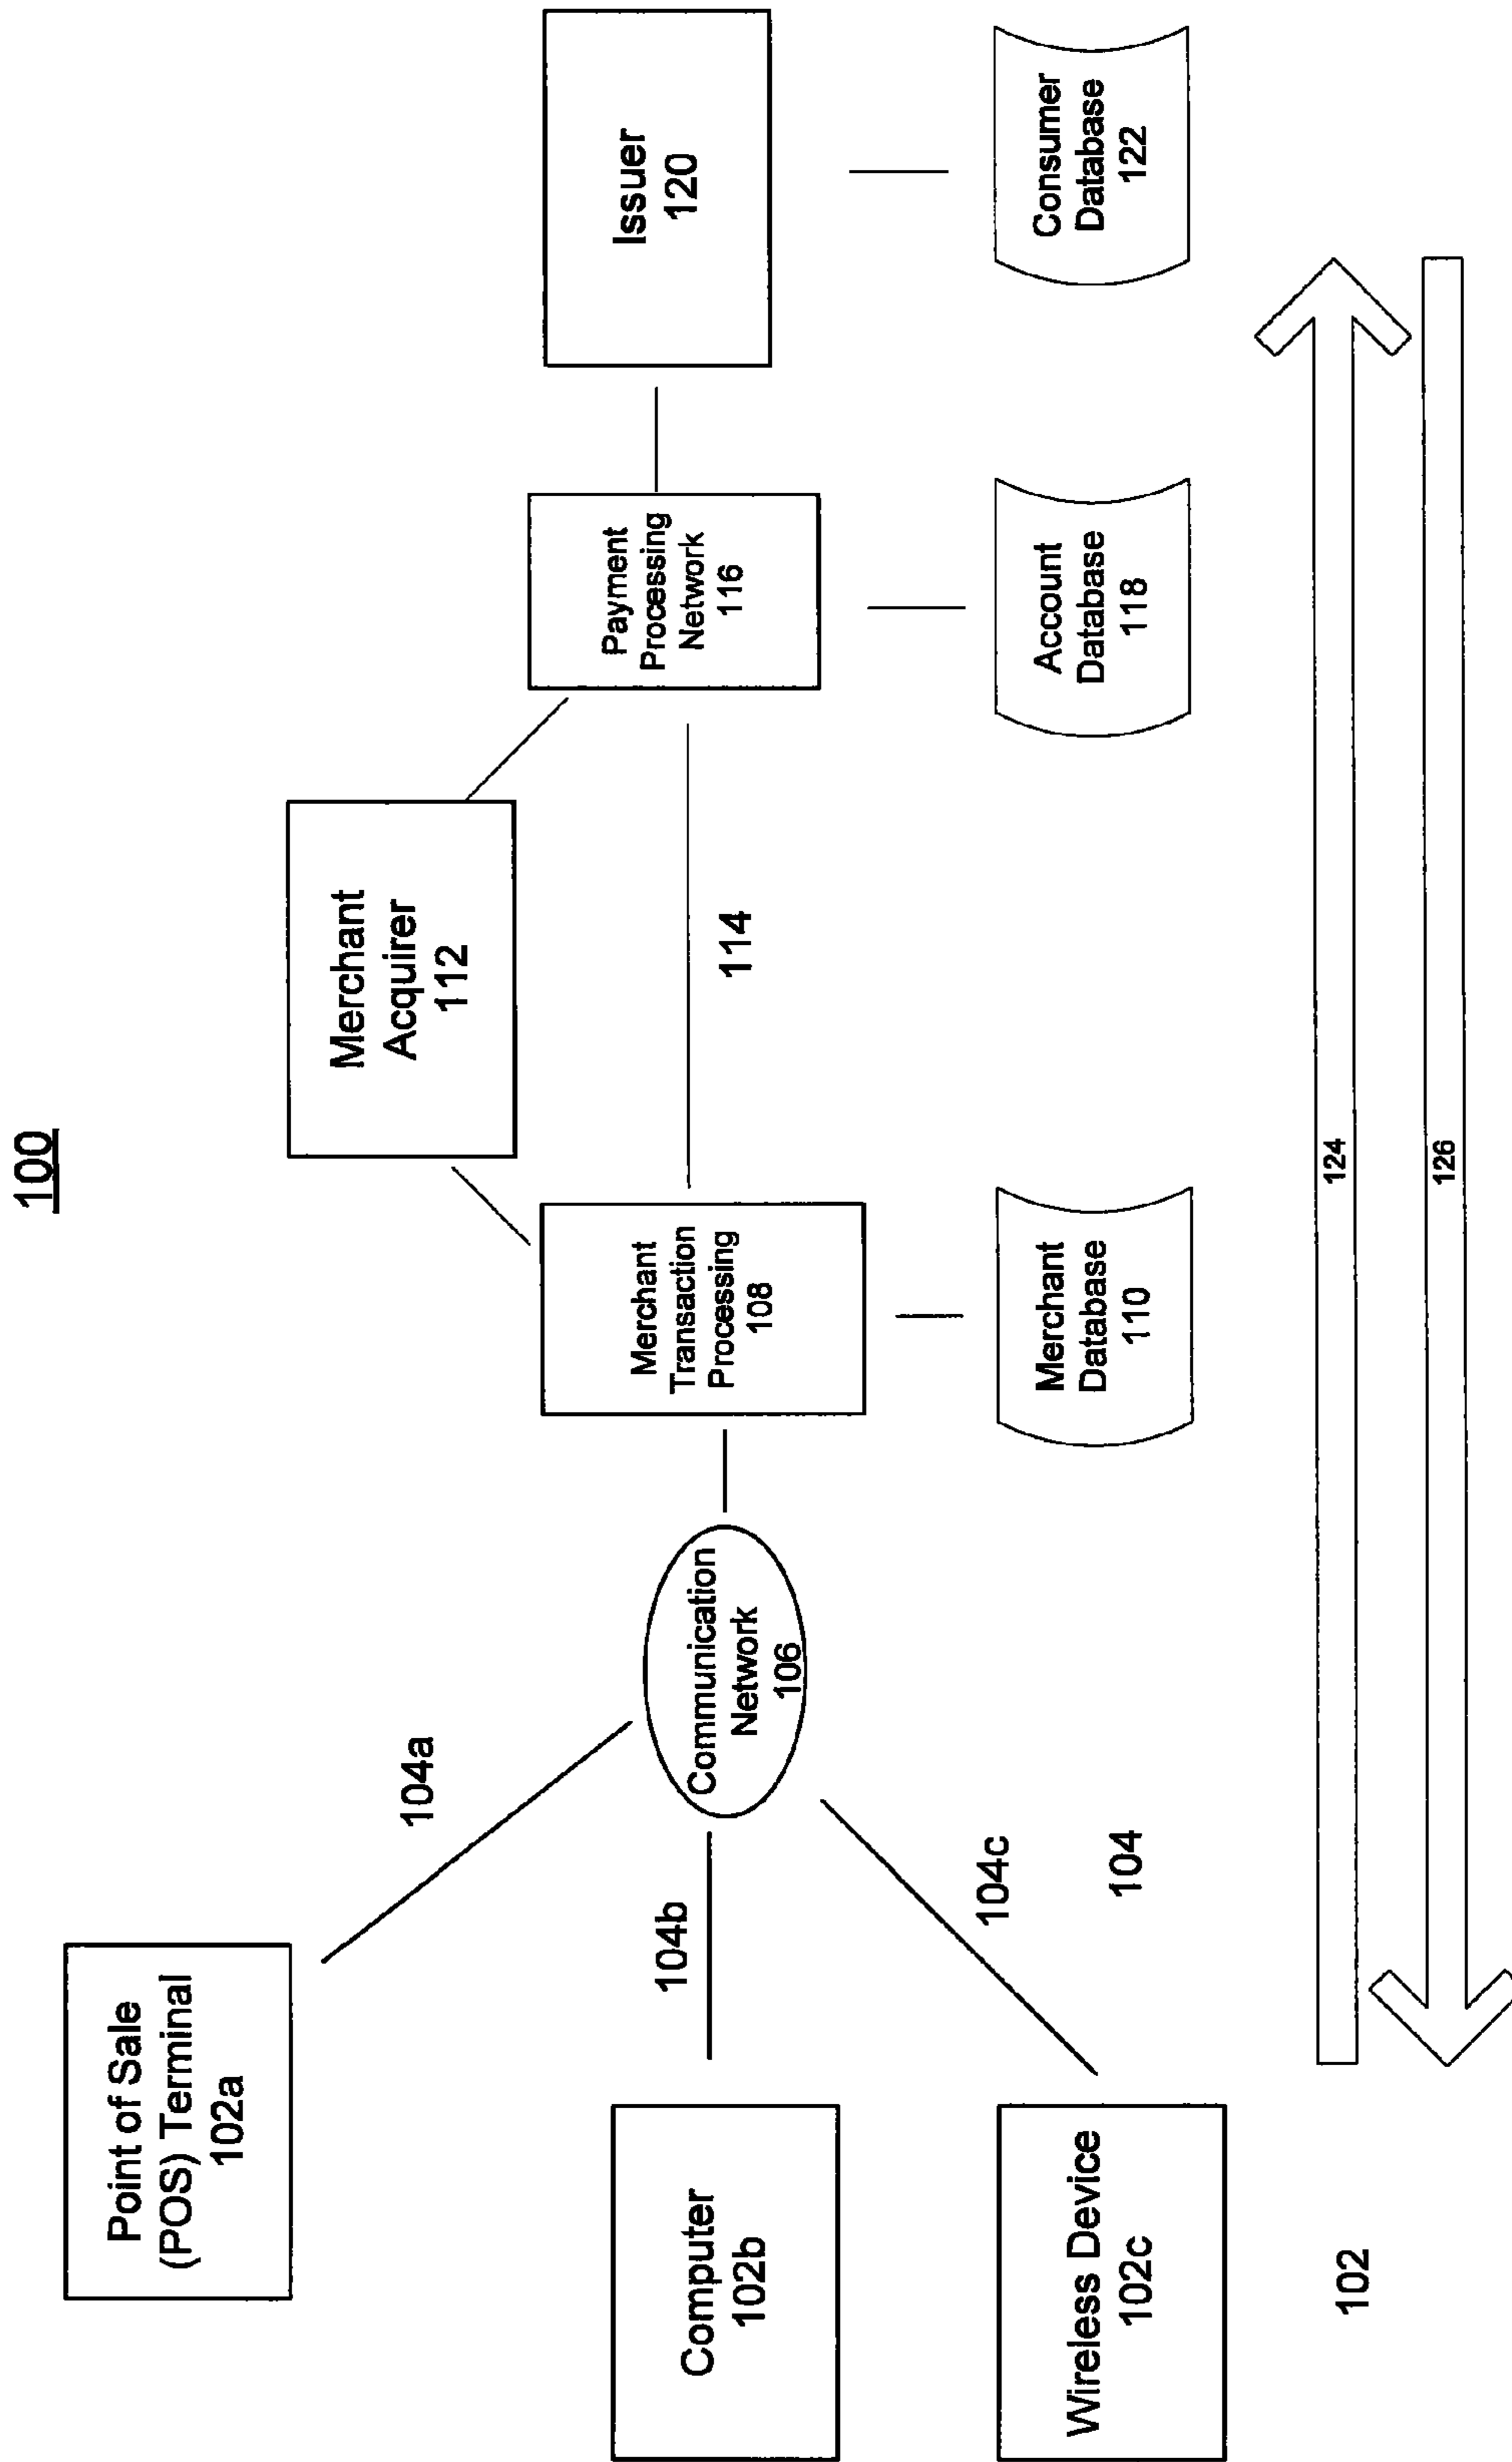 100
Point of Sale
(POS) Terminal
102a
104a
Merchant
Acquirer
112
Computer
102b
104b
Communication
Network
106
Merchant
Transaction
Processing
108
114
Payment
Processing
Network
116
Issuer
120
Wireless Device
102c
104c
104
Merchant
Database
110
Account
Database
118
Consumer
Database
122
102
124
126